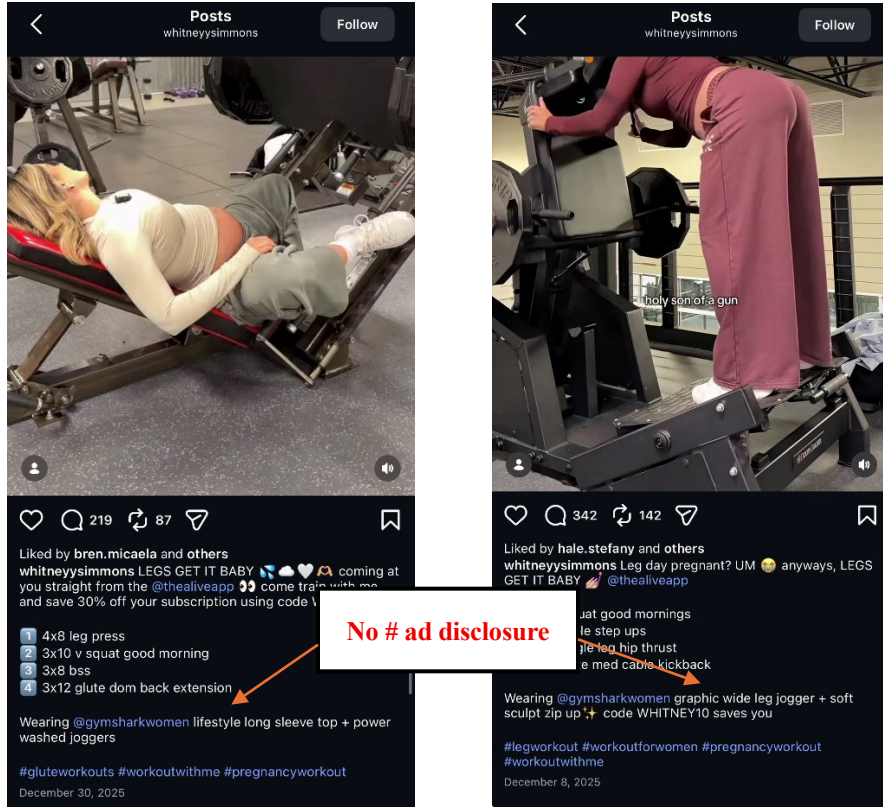 Posts
whitneyysimmons
Follow
219
87
Liked by bren.micaela and others
whitneyysimmons LEGS GET IT BABY 💦☁️🤍🫶🏽 coming at
you straight from the @thealiveapp 👀 come train with me
and save 30% off your subscription using code
1️⃣ 4x8 leg press
2️⃣ 3x10 v squat good morning
3️⃣ 3x8 bss
4️⃣ 3x12 glute dom back extension
Wearing @gymsharkwomen lifestyle long sleeve top + power
washed joggers
#gluteworkouts #workoutwithme #pregnancyworkout
December 30, 2025
No # ad disclosure
Posts
whitneyysimmons
Follow
holy son of a gun
342
142
Liked by hale.stefany and others
whitneyysimmons Leg day pregnant? UM 😭 anyways, LEGS
GET IT BABY 💅🏽 @thealiveapp
good mornings
step ups
leg hip thrust
med cable kickback
Wearing @gymsharkwomen graphic wide leg jogger + soft
sculpt zip up✨ code WHITNEY10 saves you
#legworkout #workoutforwomen #pregnancyworkout
#workoutwithme
December 8, 2025